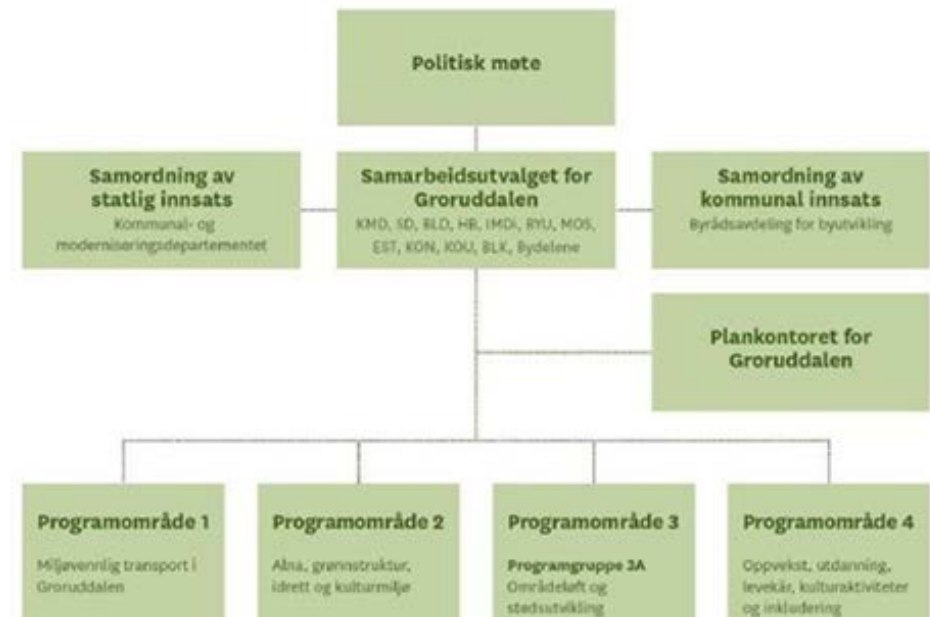 Politisk møte
Samordning av
statlig innsats
Kommunal- og
moderniseringsdepartementet
Samarbeidsutvalget for
Groruddalen
KMD, SD, BLD, HB, IMDi, BYU, MOS,
EST, KON, KOU, BLK, Bydelene
Samordning av
kommunal innsats
Byrådsavdeling for byutvikling
Plankontoret for
Groruddalen
Programområde 1
Miljøvennlig transport i
Groruddalen
Programområde 2
Alna, grønnstruktur,
idrett og kulturmiljø
Programområde 3
Programgruppe 3A
Områdeløft og
stedsutvikling
Programområde 4
Oppvekst, utdanning,
levekår, kulturaktiviteter
og inkludering